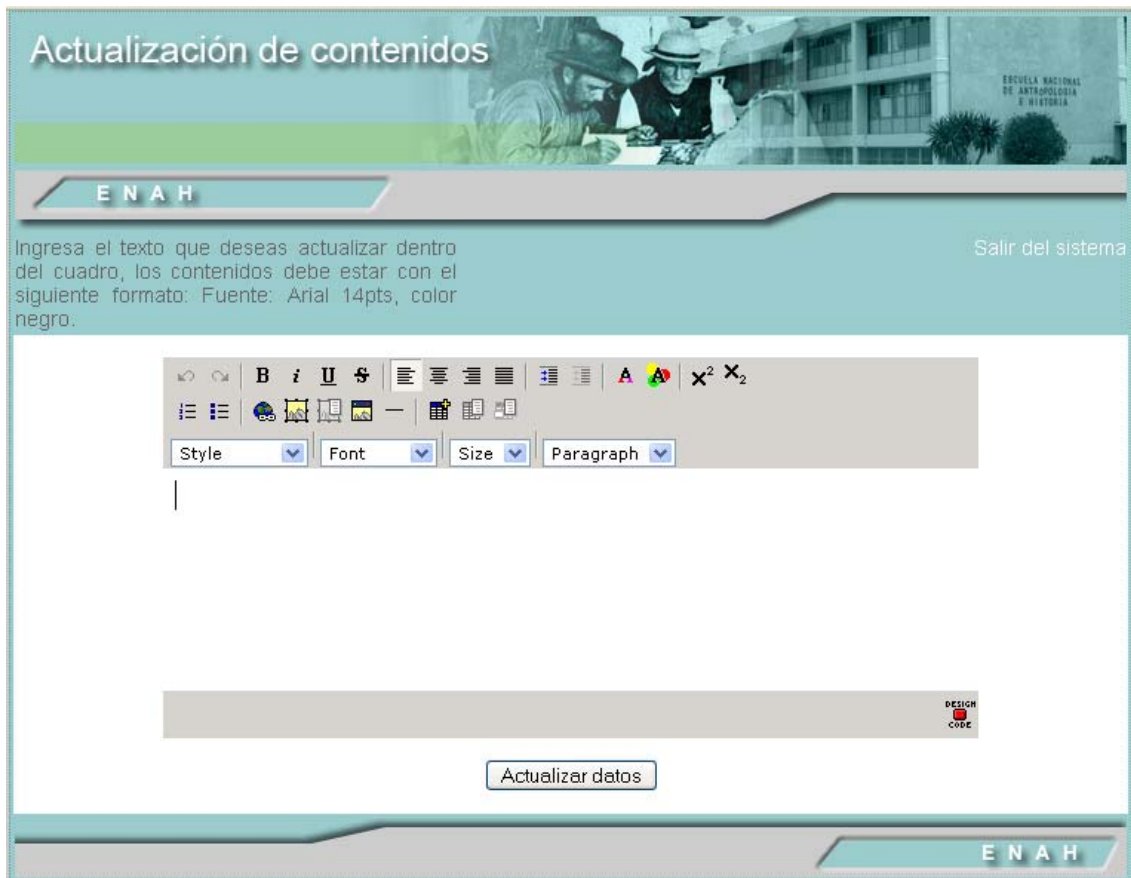 Actualización de contenidos
ESCUELA NACIONAL
DE ANTROPOLOGIA
E HISTORIA
E N A H
Ingresa el texto que deseas actualizar dentro
del cuadro, los contenidos debe estar con el
siguiente formato: Fuente: Arial 14pts, color
negro.
Salir del sistema
B i U S A A x² x₂
Style Font Size Paragraph
DESIGN
CODE
Actualizar datos
E N A H